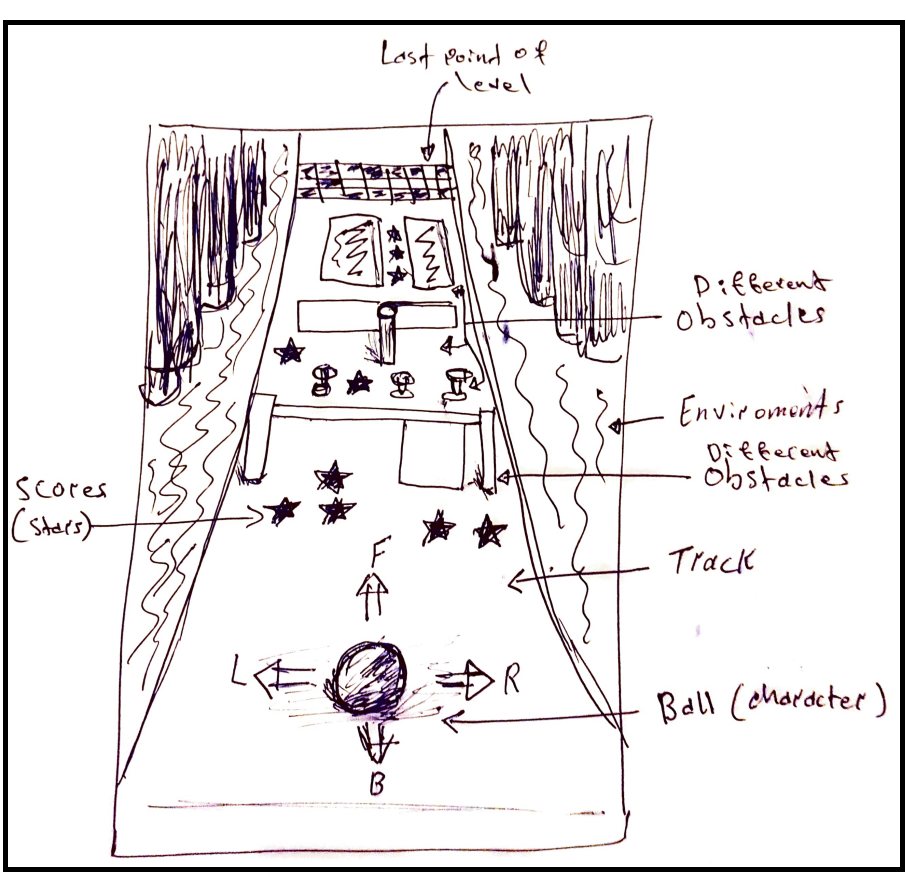 Last point of
level
Different
Obstacles
Enviroments
Different
Obstacles
Scores
(Stars)
F
Track
L
R
Ball (character)
B